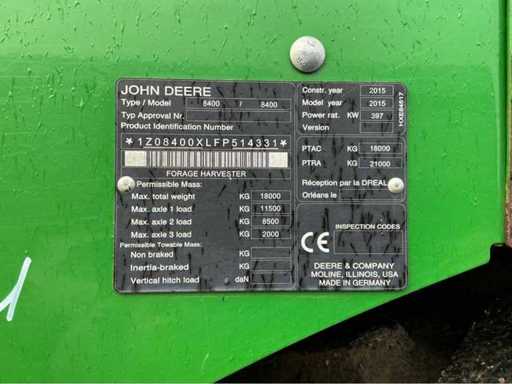 JOHN DEERE
Type / Model 8400 / 8400
Typ Approval Nr.
Product Identification Number
*1Z08400XLFP514331*
FORAGE HARVESTER
Permissible Mass:
Max. total weight KG 18000
Max. axle 1 load KG 11500
Max. axle 2 load KG 8500
Max. axle 3 load KG 2000
Permissible Towable Mass:
Non braked KG
Inertia-braked KG
Vertical hitch load daN
Constr. year 2015
Model year 2015
Power rat. KW 397
Version
HXE84617
PTAC KG 18000
PTRA KG 21000
Réception par la DREAL
Orléans le
INSPECTION CODES
CE
DEERE & COMPANY
MOLINE, ILLINOIS, USA
MADE IN GERMANY
1